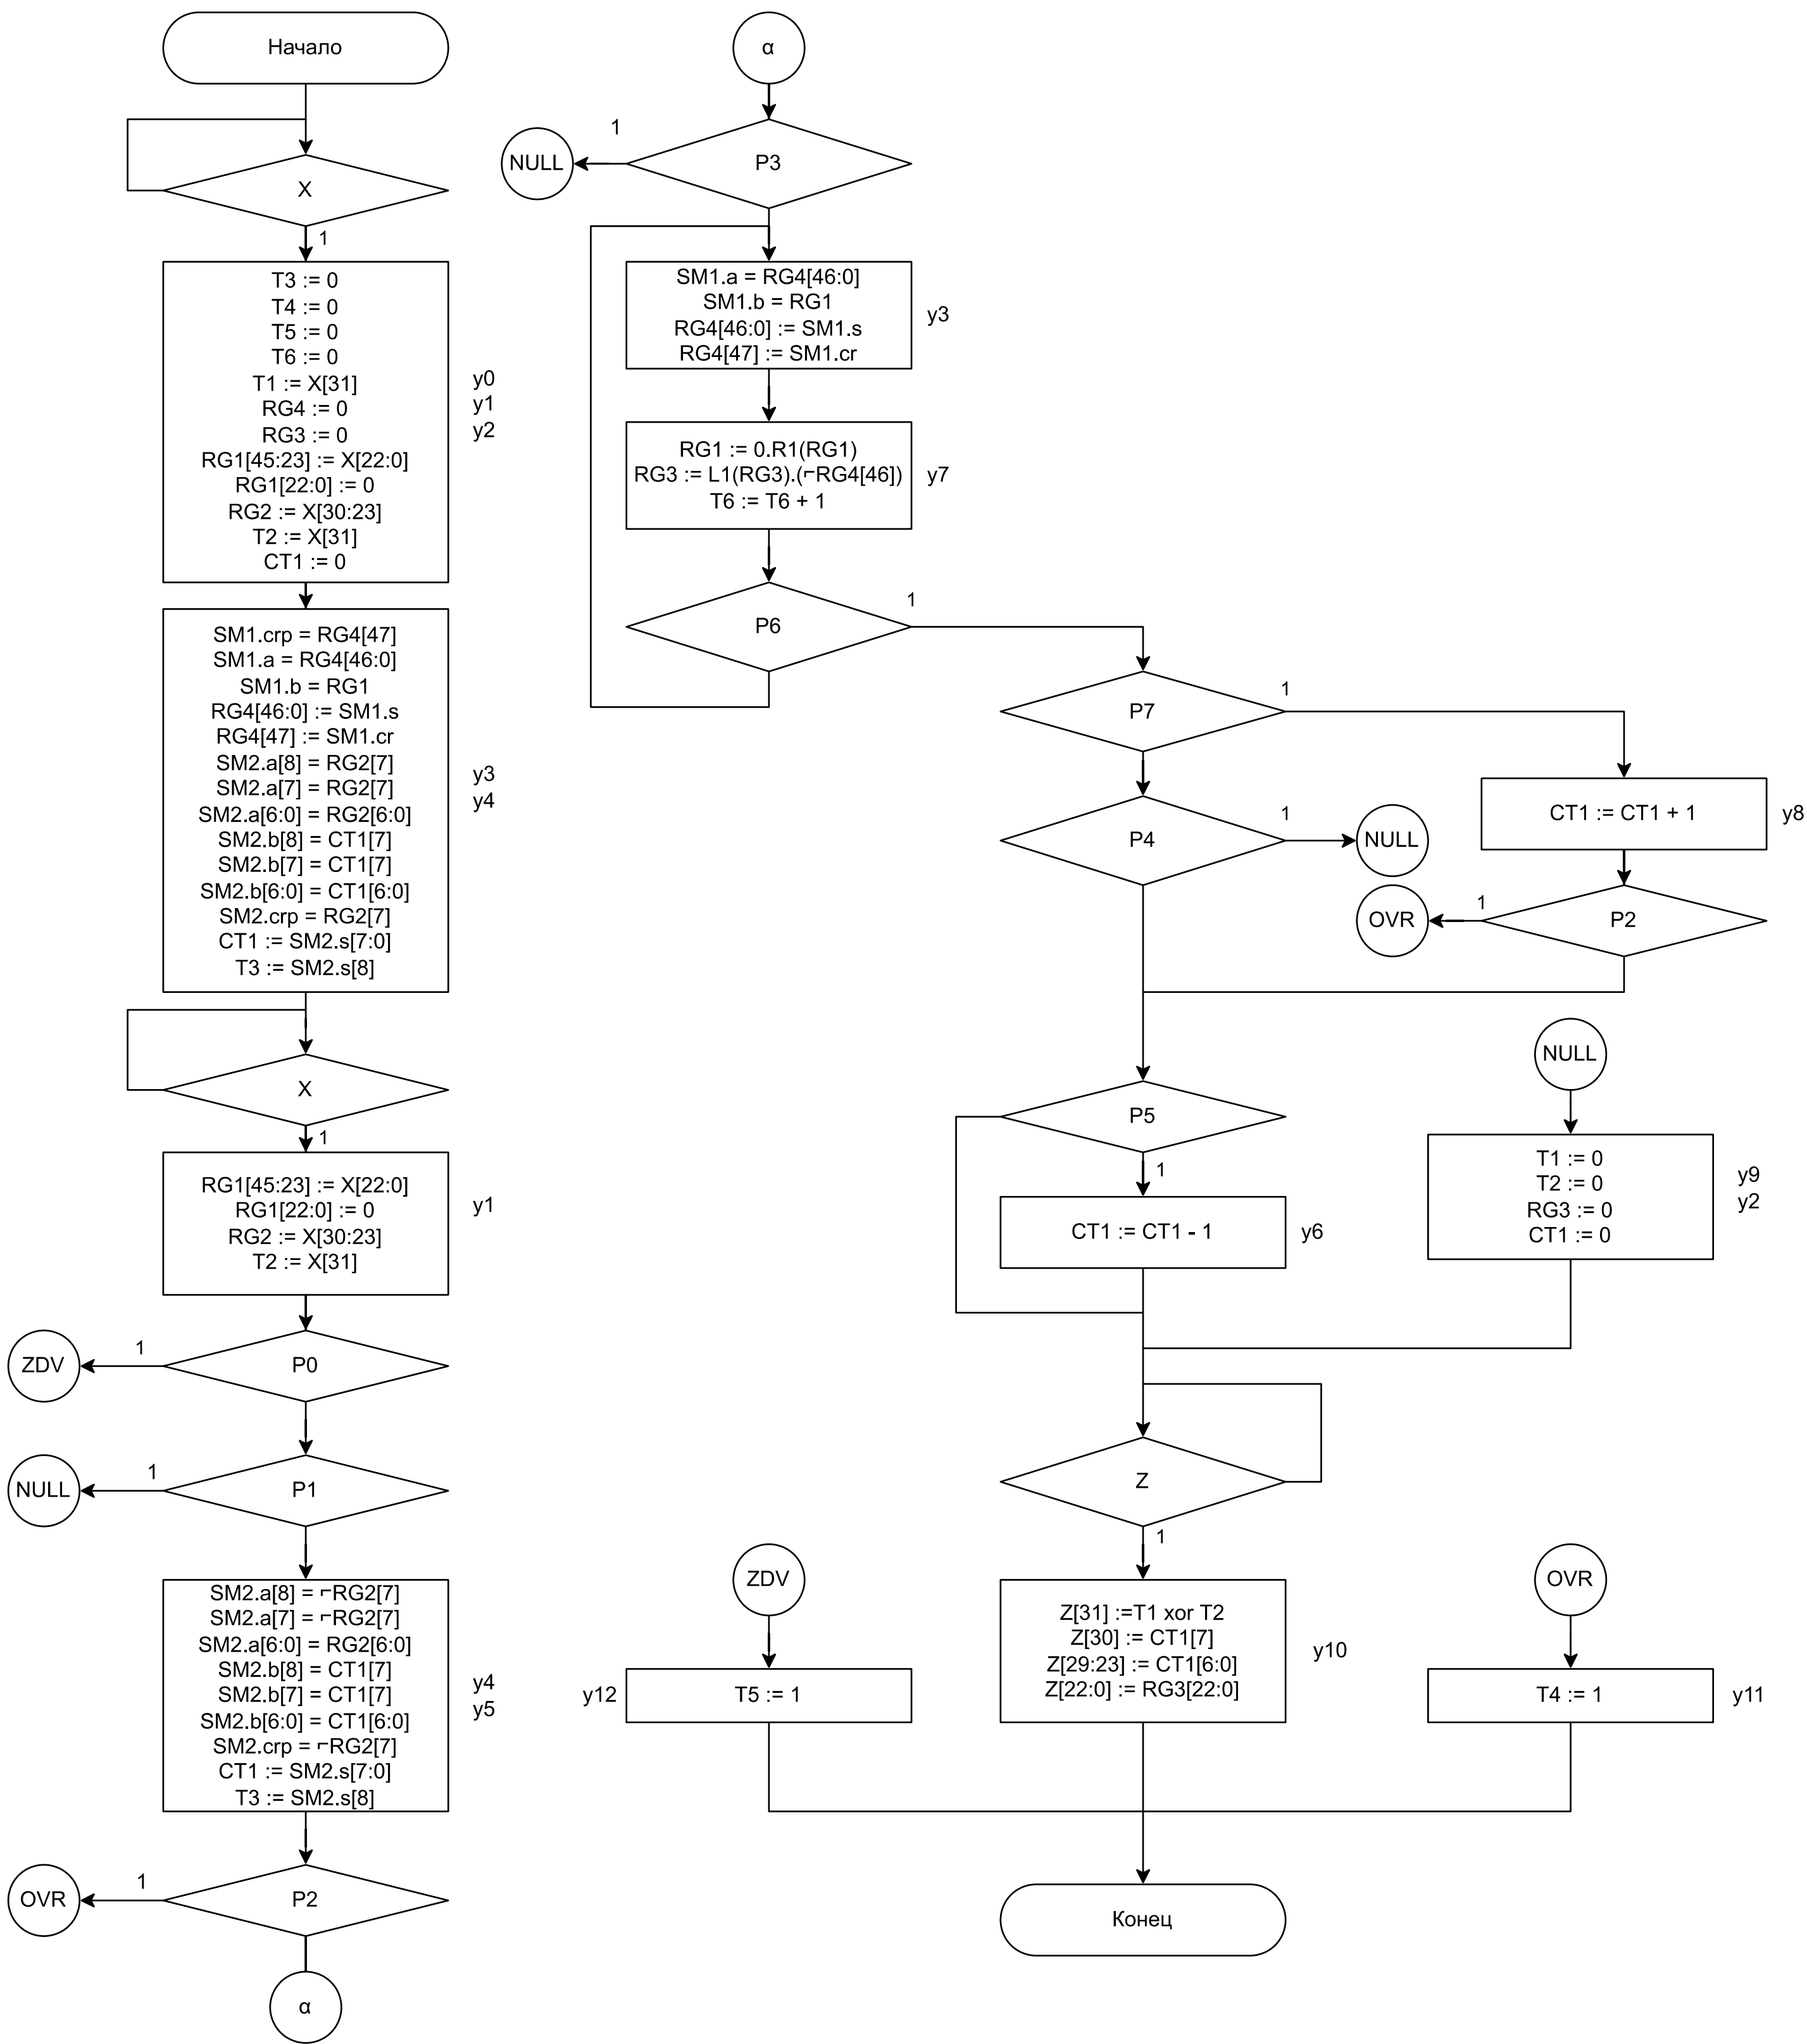 Начало
X
1
T3 := 0
T4 := 0
T5 := 0
T6 := 0
T1 := X[31]
RG4 := 0
RG3 := 0
RG1[45:23] := X[22:0]
RG1[22:0] := 0
RG2 := X[30:23]
T2 := X[31]
CT1 := 0
y0
y1
y2
SM1.crp = RG4[47]
SM1.a = RG4[46:0]
SM1.b = RG1
RG4[46:0] := SM1.s
RG4[47] := SM1.cr
SM2.a[8] = RG2[7]
SM2.a[7] = RG2[7]
SM2.a[6:0] = RG2[6:0]
SM2.b[8] = CT1[7]
SM2.b[7] = CT1[7]
SM2.b[6:0] = CT1[6:0]
SM2.crp = RG2[7]
CT1 := SM2.s[7:0]
T3 := SM2.s[8]
y3
y4
X
1
RG1[45:23] := X[22:0]
RG1[22:0] := 0
RG2 := X[30:23]
T2 := X[31]
y1
P0
1
ZDV
P1
1
NULL
SM2.a[8] = ⌐RG2[7]
SM2.a[7] = ⌐RG2[7]
SM2.a[6:0] = RG2[6:0]
SM2.b[8] = CT1[7]
SM2.b[7] = CT1[7]
SM2.b[6:0] = CT1[6:0]
SM2.crp = ⌐RG2[7]
CT1 := SM2.s[7:0]
T3 := SM2.s[8]
y4
y5
P2
1
OVR
α
α
P3
1
NULL
SM1.a = RG4[46:0]
SM1.b = RG1
RG4[46:0] := SM1.s
RG4[47] := SM1.cr
y3
RG1 := 0.R1(RG1)
RG3 := L1(RG3).(⌐RG4[46])
T6 := T6 + 1
y7
P6
1
P7
1
P4
1
NULL
CT1 := CT1 + 1
y8
P2
1
OVR
P5
1
CT1 := CT1 - 1
y6
NULL
T1 := 0
T2 := 0
RG3 := 0
CT1 := 0
y9
y2
Z
1
Z[31] :=T1 xor T2
Z[30] := CT1[7]
Z[29:23] := CT1[6:0]
Z[22:0] := RG3[22:0]
y10
ZDV
T5 := 1
y12
OVR
T4 := 1
y11
Конец